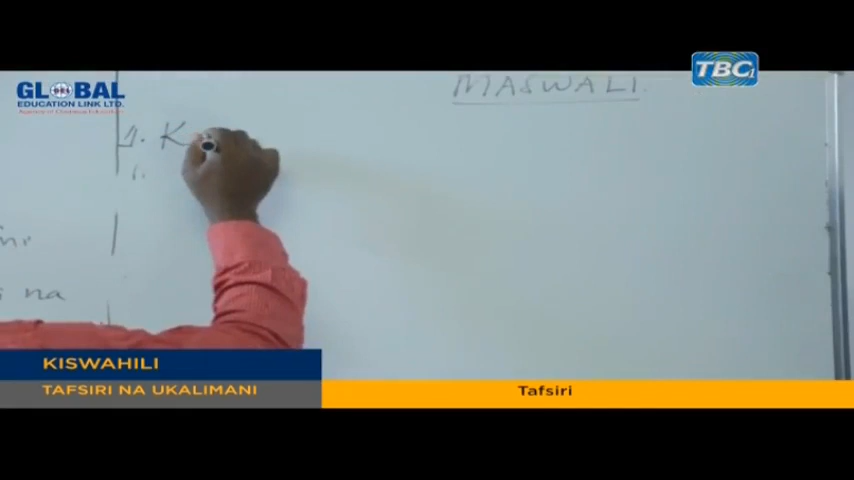 GLOBAL
EDUCATION LINK LTD.
TBC1
MASWALI.
1. K
i.
i na
KISWAHILI
TAFSIRI NA UKALIMANI
Tafsiri